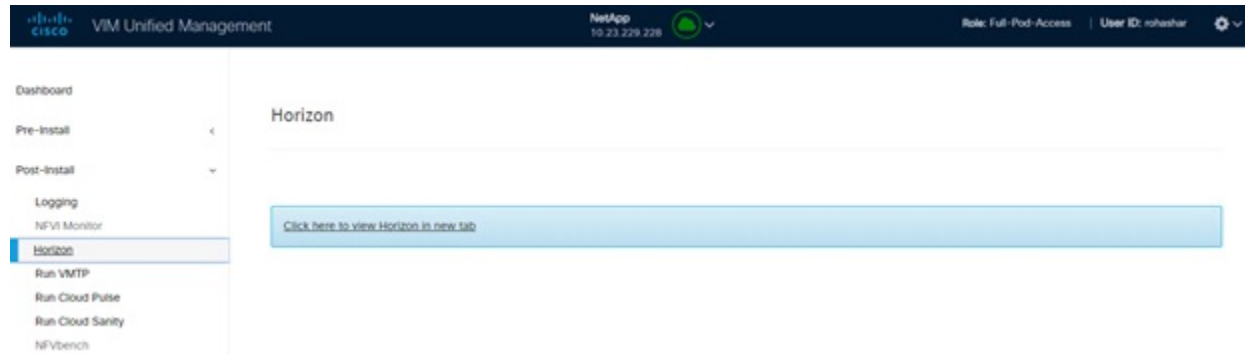 CISCO VIM Unified Management
NetApp
10.23.229.228
Role: Full-Pod-Access | User ID: rohashar
Dashboard
Pre-Install
Post-Install
Logging
NFVI Monitor
Horizon
Run VMTP
Run Cloud Pulse
Run Cloud Sanity
NFVbench
Horizon
Click here to view Horizon in new tab